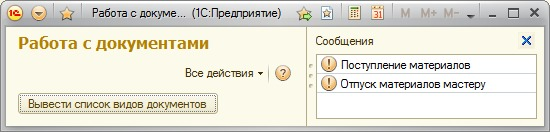 Работа с докуме... (1С:Предприятие)
M M+ M-
Работа с документами
Все действия
?
Вывести список видов документов
Сообщения
Поступление материалов
Отпуск материалов мастеру